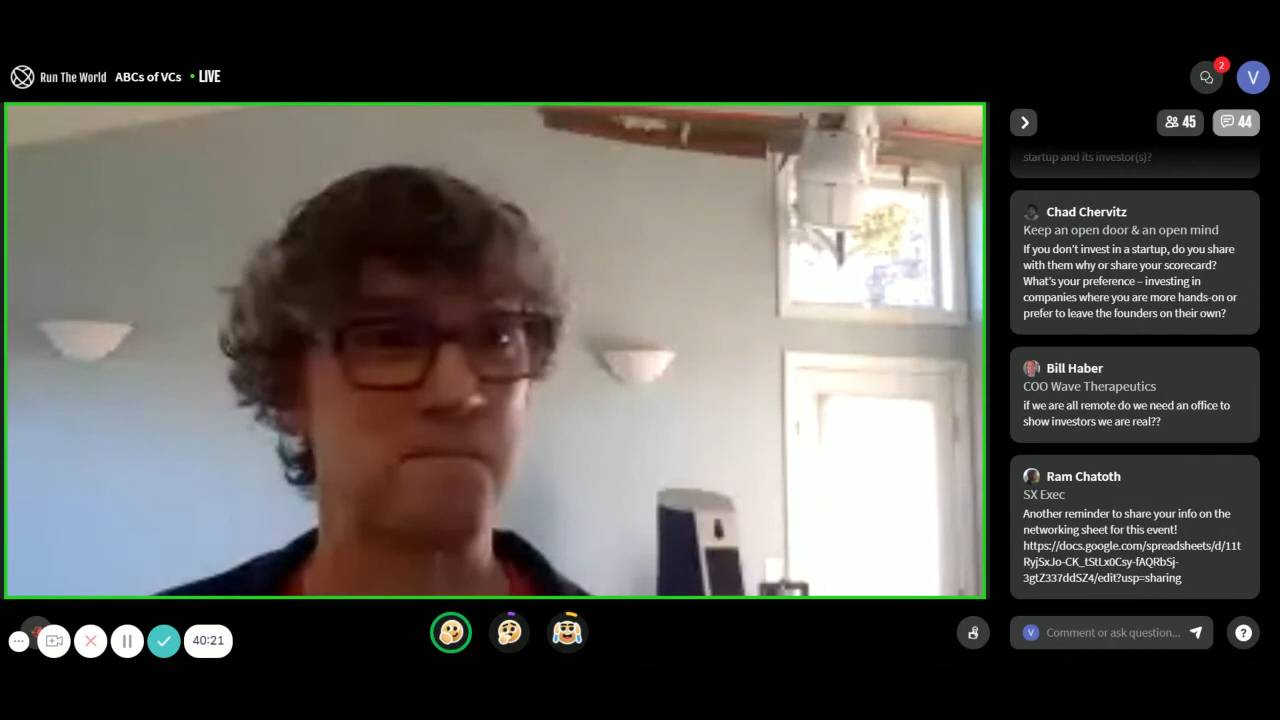 Run The World ABCs of VCs • LIVE
2
V
45
44
startup and its investor(s)?
Chad Chervitz
Keep an open door & an open mind
If you don't invest in a startup, do you share
with them why or share your scorecard?
What's your preference – investing in
companies where you are more hands-on or
prefer to leave the founders on their own?
Bill Haber
COO Wave Therapeutics
if we are all remote do we need an office to
show investors we are real??
Ram Chatoth
SX Exec
Another reminder to share your info on the
networking sheet for this event!
https://docs.google.com/spreadsheets/d/11t
RyjSxJo-CK_tStLx0Csy-fAQRbSj-
3gtZ337ddSZ4/edit?usp=sharing
40:21
V Comment or ask question...
?